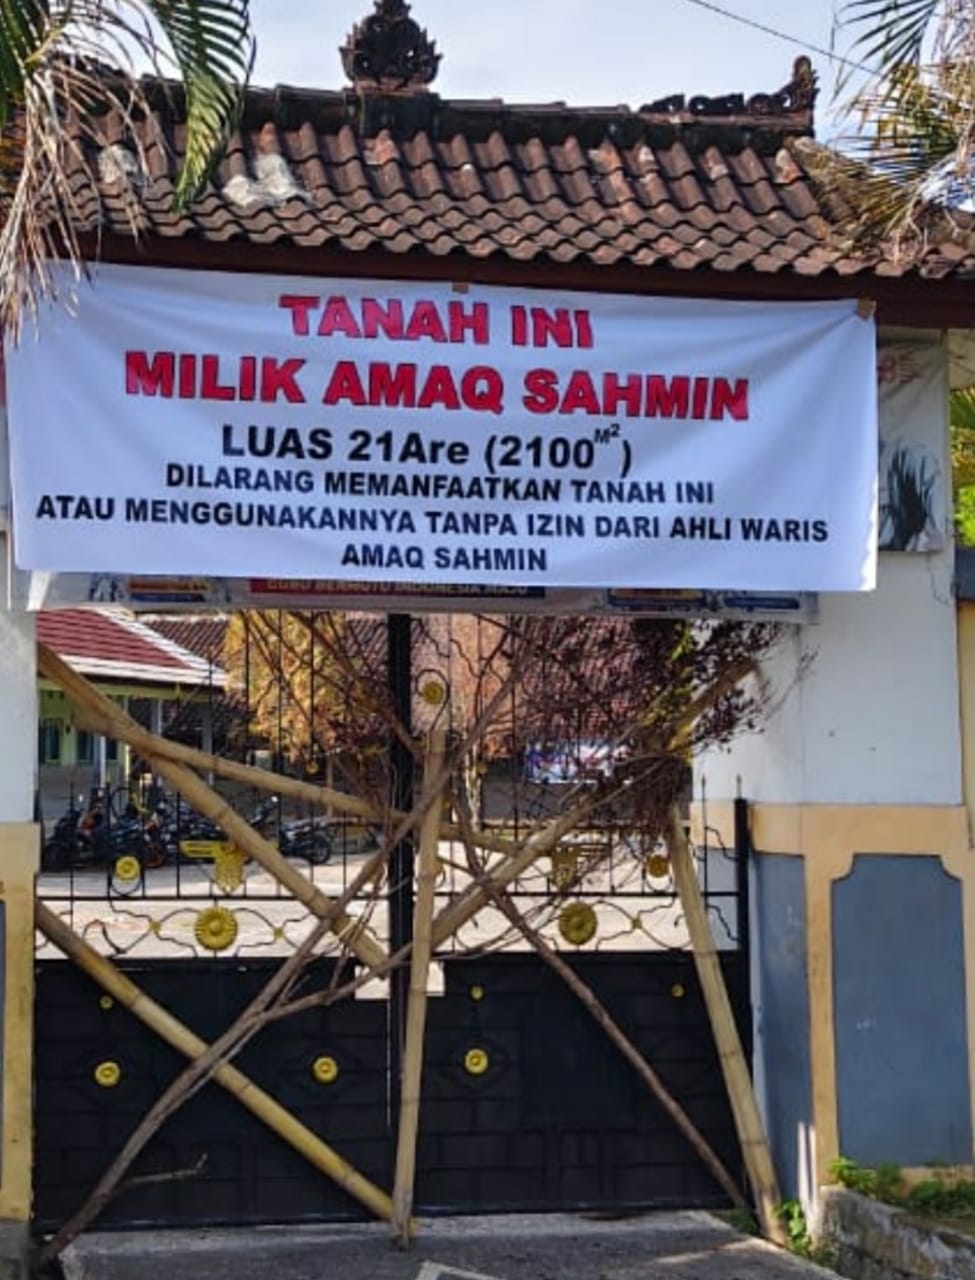 TANAH INI
MILIK AMAQ SAHMIN
LUAS 21Are (2100M²)
DILARANG MEMANFAATKAN TANAH INI
ATAU MENGGUNAKANNYA TANPA IZIN DARI AHLI WARIS
AMAQ SAHMIN